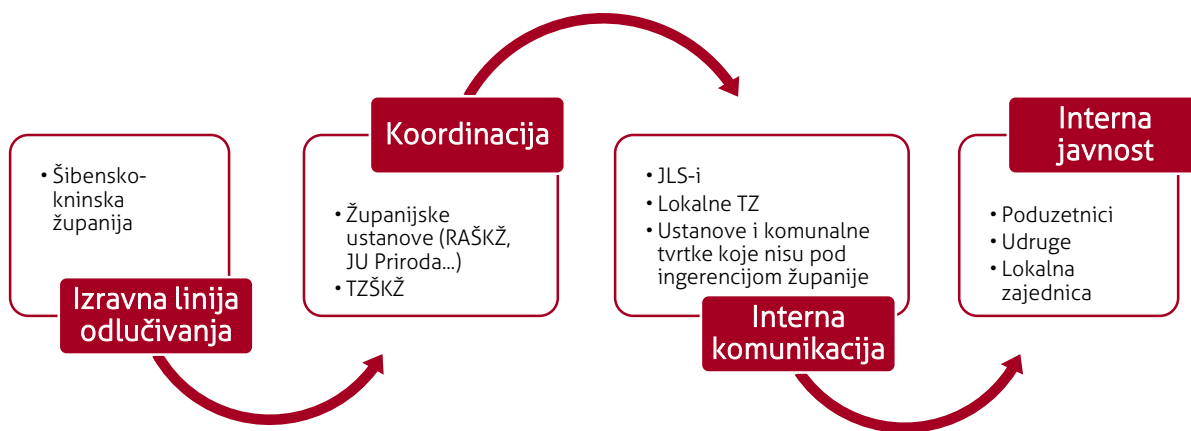 • Šibensko-
kninska
županija
Izravna linija
odlučivanja
Koordinacija
• Županijske
ustanove (RAŠKŽ,
JU Priroda...)
• TZŠKŽ
• JLS-i
• Lokalne TZ
• Ustanove i komunalne
tvrtke koje nisu pod
ingerencijom županije
Interna
komunikacija
Interna
javnost
• Poduzetnici
• Udruge
• Lokalna
zajednica